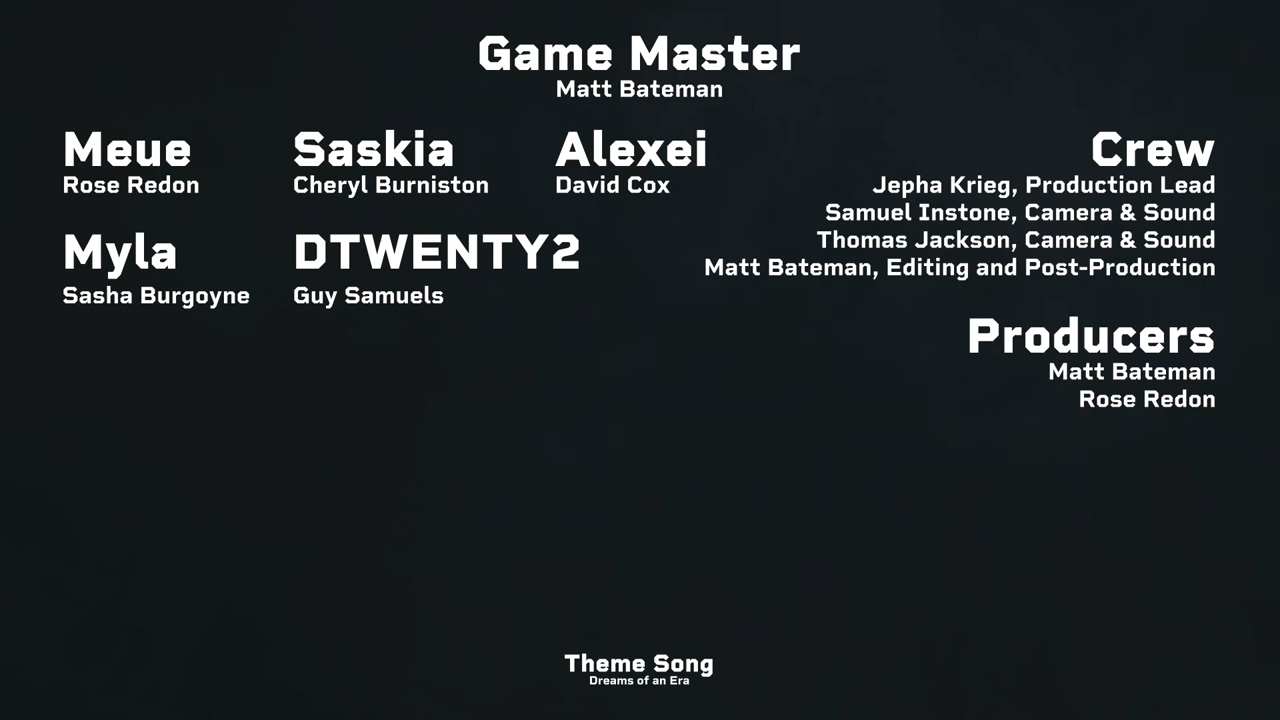 Game Master
Matt Bateman
Meue
Rose Redon
Saskia
Cheryl Burniston
Alexei
David Cox
Myla
Sasha Burgoyne
DTWENTY2
Guy Samuels
Crew
Jepha Krieg, Production Lead
Samuel Instone, Camera & Sound
Thomas Jackson, Camera & Sound
Matt Bateman, Editing and Post-Production
Producers
Matt Bateman
Rose Redon
Theme Song
Dreams of an Era